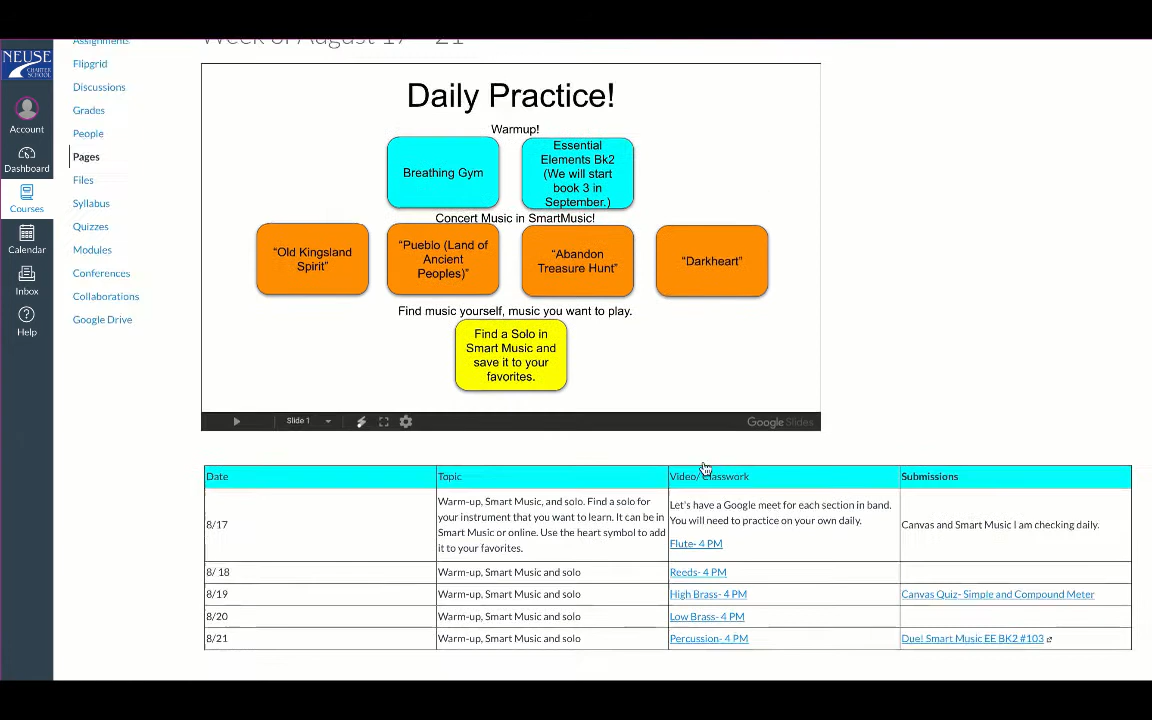 Week 8: August 17 - 21
NEUSE
CHARTER SCHOOL
Account
Dashboard
Courses
Calendar
Inbox
Help
Assignments
Flipgrid
Discussions
Grades
People
Pages
Files
Syllabus
Quizzes
Modules
Conferences
Collaborations
Google Drive
Daily Practice!
Warmup!
Breathing Gym
Essential
Elements Bk2
(We will start
book 3 in
September.)
Concert Music in SmartMusic!
“Old Kingsland
Spirit”
“Pueblo (Land of
Ancient
Peoples)”
“Abandon
Treasure Hunt”
“Darkheart”
Find music yourself, music you want to play.
Find a Solo in
Smart Music and
save it to your
favorites.
Slide 1
Google Slides
Date Topic Video/ Classwork Submissions
8/17
Warm-up, Smart Music, and solo. Find a solo for
your instrument that you want to learn. It can be in
Smart Music or online. Use the heart symbol to add
it to your favorites.
Let's have a Google meet for each section in band.
You will need to practice on your own daily.
Flute- 4 PM
Canvas and Smart Music I am checking daily.
8/ 18 Warm-up, Smart Music and solo Reeds- 4 PM
8/19 Warm-up, Smart Music and solo High Brass- 4 PM Canvas Quiz- Simple and Compound Meter
8/20 Warm-up, Smart Music and solo Low Brass- 4 PM
8/21 Warm-up, Smart Music and solo Percussion- 4 PM Due! Smart Music EE BK2 #103